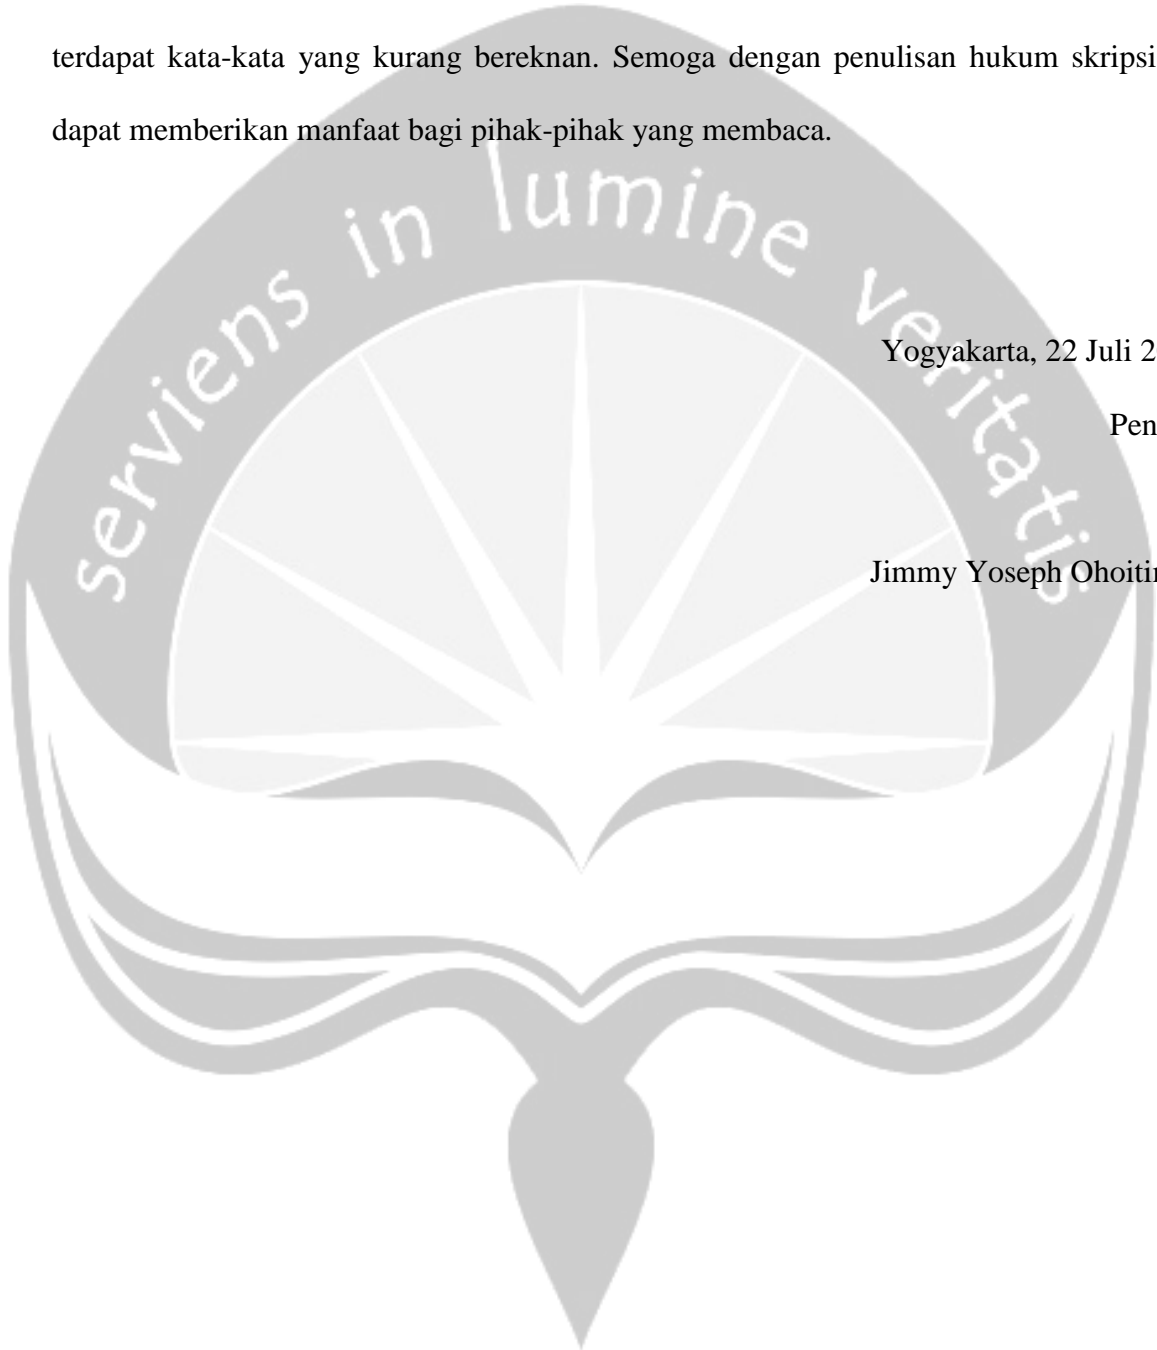 terdapat kata-kata yang kurang bereknan. Semoga dengan penulisan hukum skripsi
dapat memberikan manfaat bagi pihak-pihak yang membaca.
serviens in lumine veritatis
Yogyakarta, 22 Juli 2
Pen
Jimmy Yoseph Ohoitin